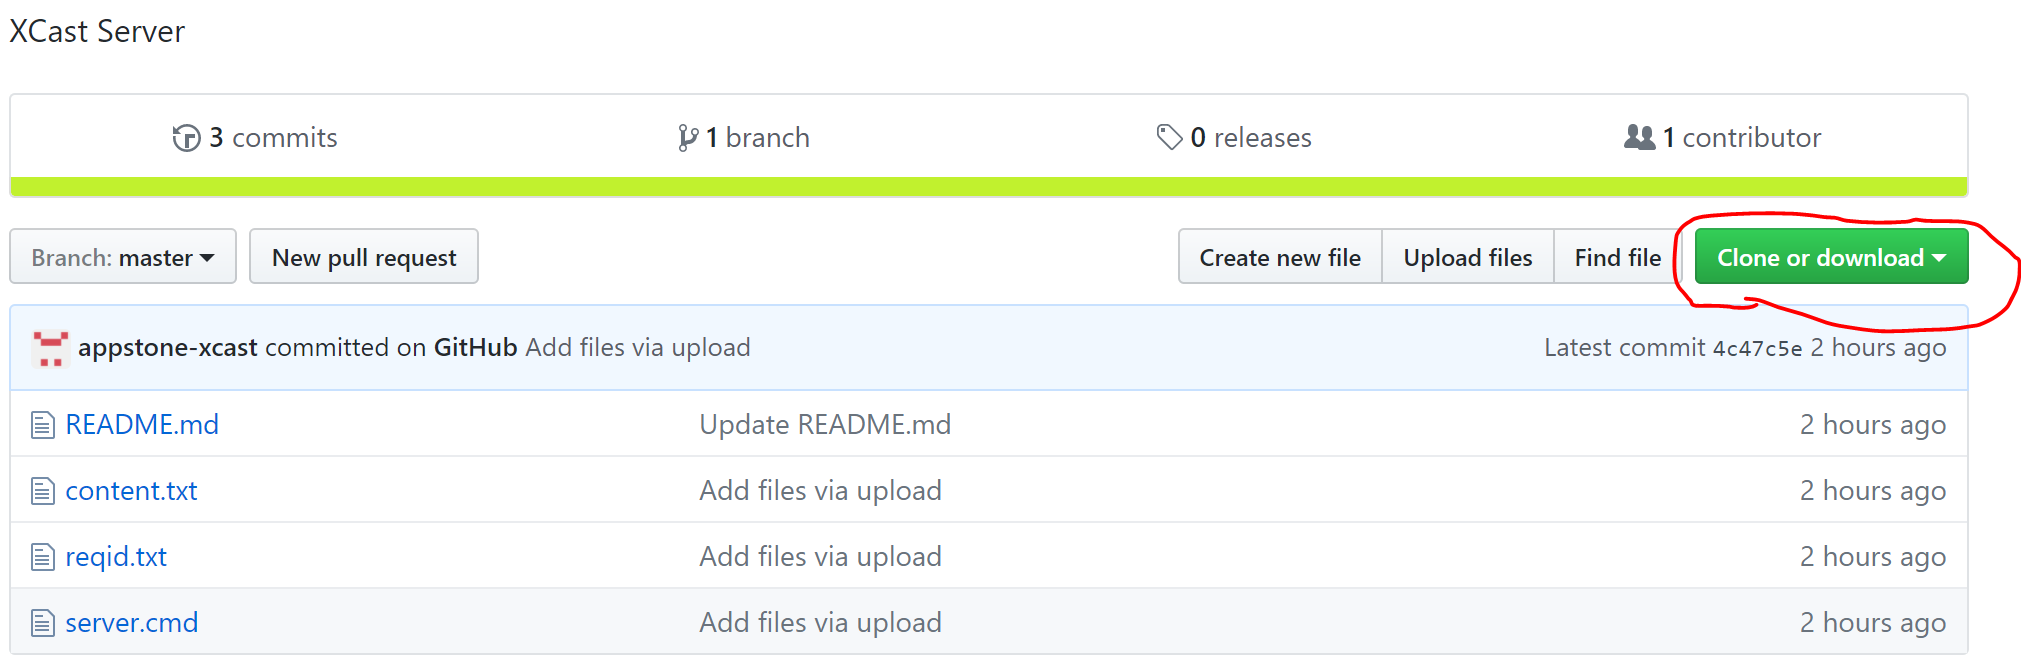 XCast Server
3 commits 1 branch 0 releases 1 contributor
Branch: master New pull request Create new file Upload files Find file Clone or download
appstone-xcast committed on GitHub Add files via upload Latest commit 4c47c5e 2 hours ago
README.md Update README.md 2 hours ago
content.txt Add files via upload 2 hours ago
reqid.txt Add files via upload 2 hours ago
server.cmd Add files via upload 2 hours ago